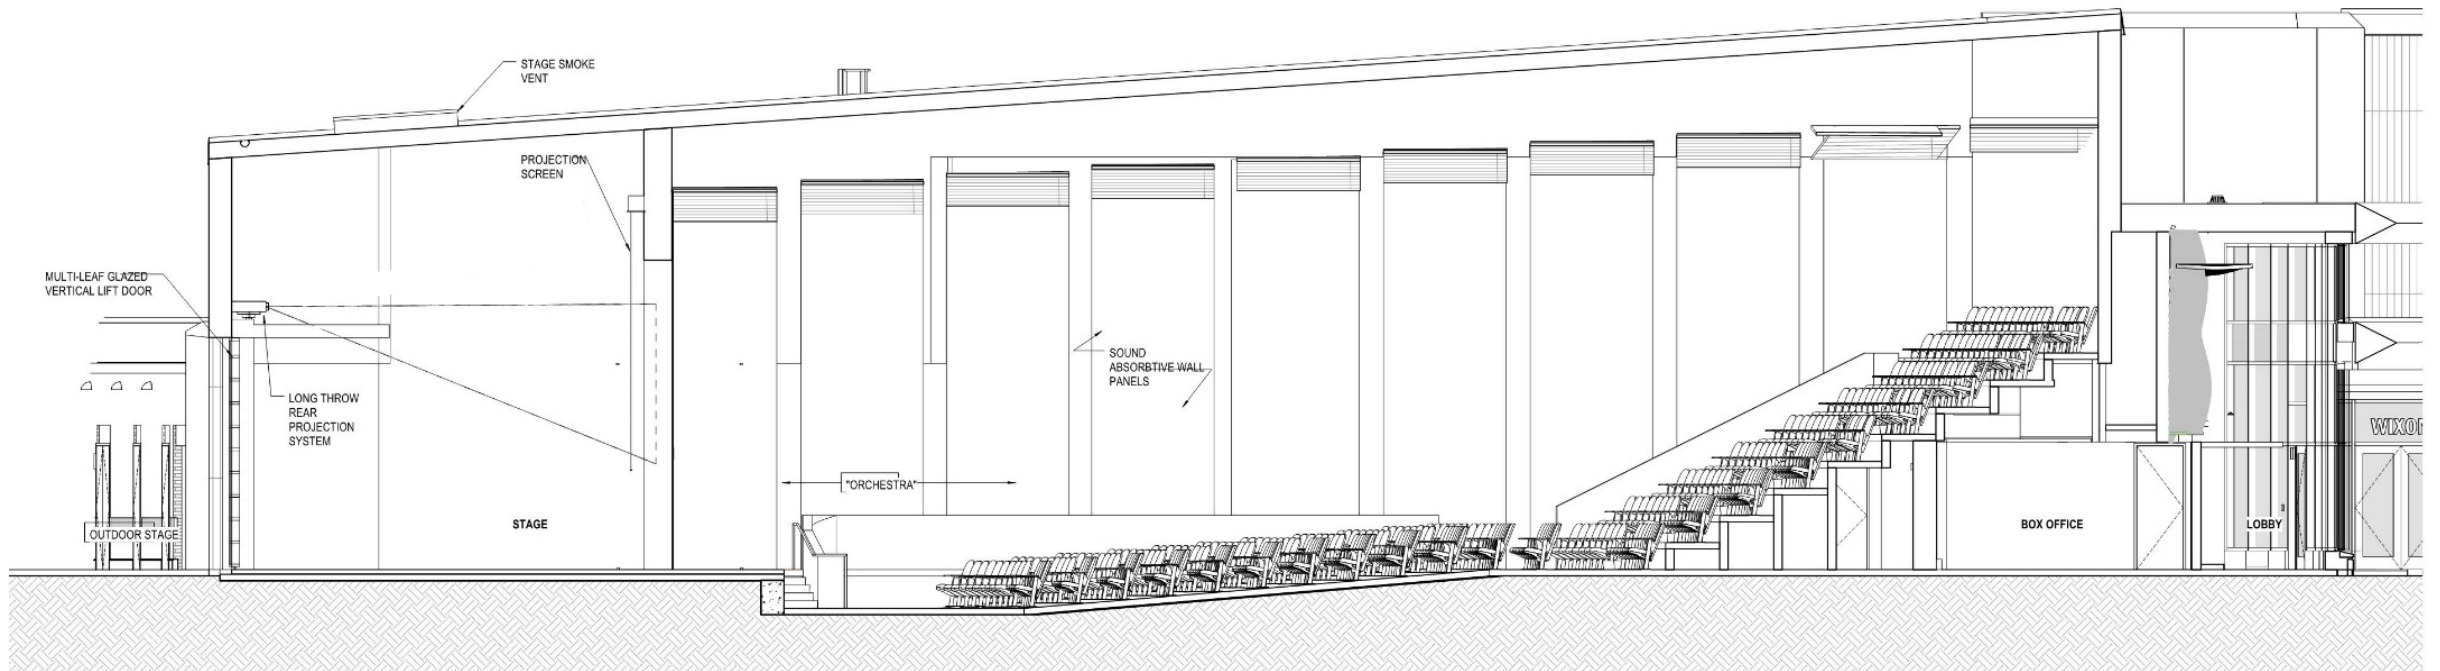 STAGE SMOKE
VENT
PROJECTION
SCREEN
MULTI-LEAF GLAZED
VERTICAL LIFT DOOR
LONG THROW
REAR
PROJECTION
SYSTEM
SOUND
ABSORBTIVE WALL
PANELS
"ORCHESTRA"
OUTDOOR STAGE
STAGE
BOX OFFICE
LOBBY